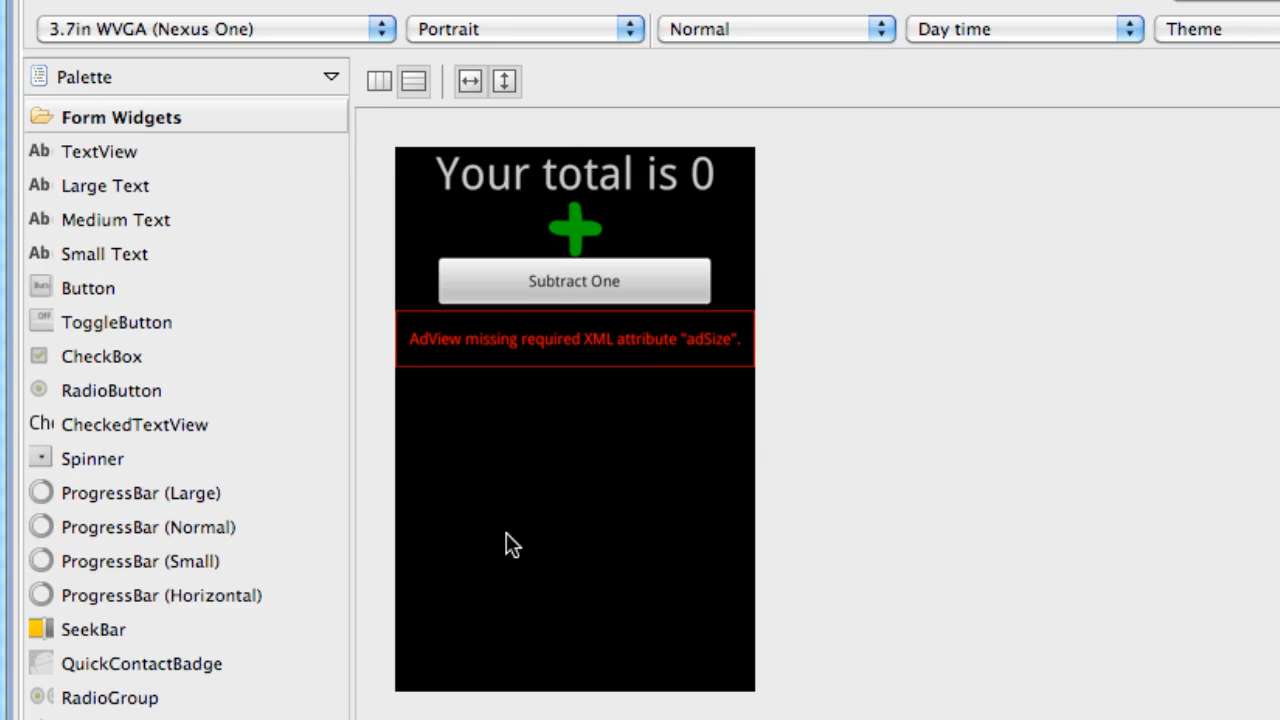 3.7in WVGA (Nexus One) Portrait Normal Day time Theme
Palette
Form Widgets
Ab TextView
Ab Large Text
Ab Medium Text
Ab Small Text
Button
OFF ToggleButton
CheckBox
RadioButton
CheckedTextView
Spinner
ProgressBar (Large)
ProgressBar (Normal)
ProgressBar (Small)
ProgressBar (Horizontal)
SeekBar
QuickContactBadge
RadioGroup
Your total is 0
Subtract One
AdView missing required XML attribute "adSize".